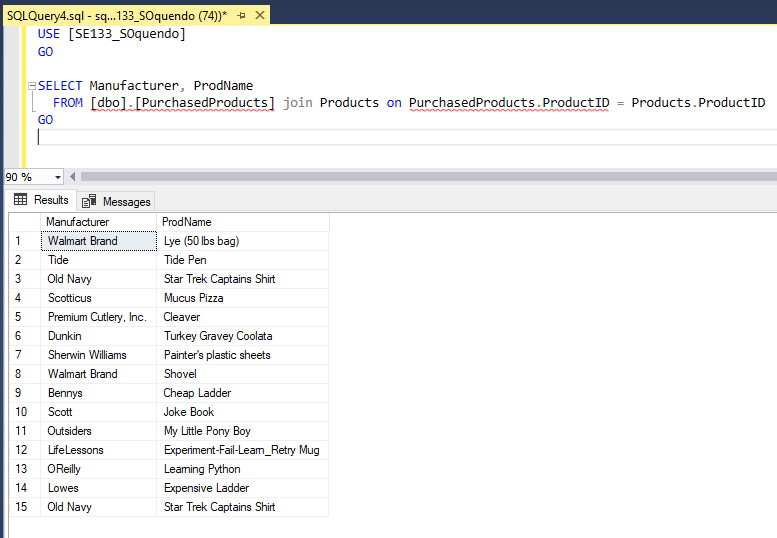 SQLQuery4.sql - sq...133_SOquendo (74))*
USE [SE133_SOquendo]
GO
SELECT Manufacturer, ProdName
FROM [dbo].[PurchasedProducts] join Products on PurchasedProducts.ProductID = Products.ProductID
GO
90 %
Results Messages
Manufacturer ProdName
1 Walmart Brand Lye (50 lbs bag)
2 Tide Tide Pen
3 Old Navy Star Trek Captains Shirt
4 Scotticus Mucus Pizza
5 Premium Cutlery, Inc. Cleaver
6 Dunkin Turkey Gravey Coolata
7 Sherwin Williams Painter's plastic sheets
8 Walmart Brand Shovel
9 Bennys Cheap Ladder
10 Scott Joke Book
11 Outsiders My Little Pony Boy
12 LifeLessons Experiment-Fail-Learn_Retry Mug
13 OReilly Learning Python
14 Lowes Expensive Ladder
15 Old Navy Star Trek Captains Shirt